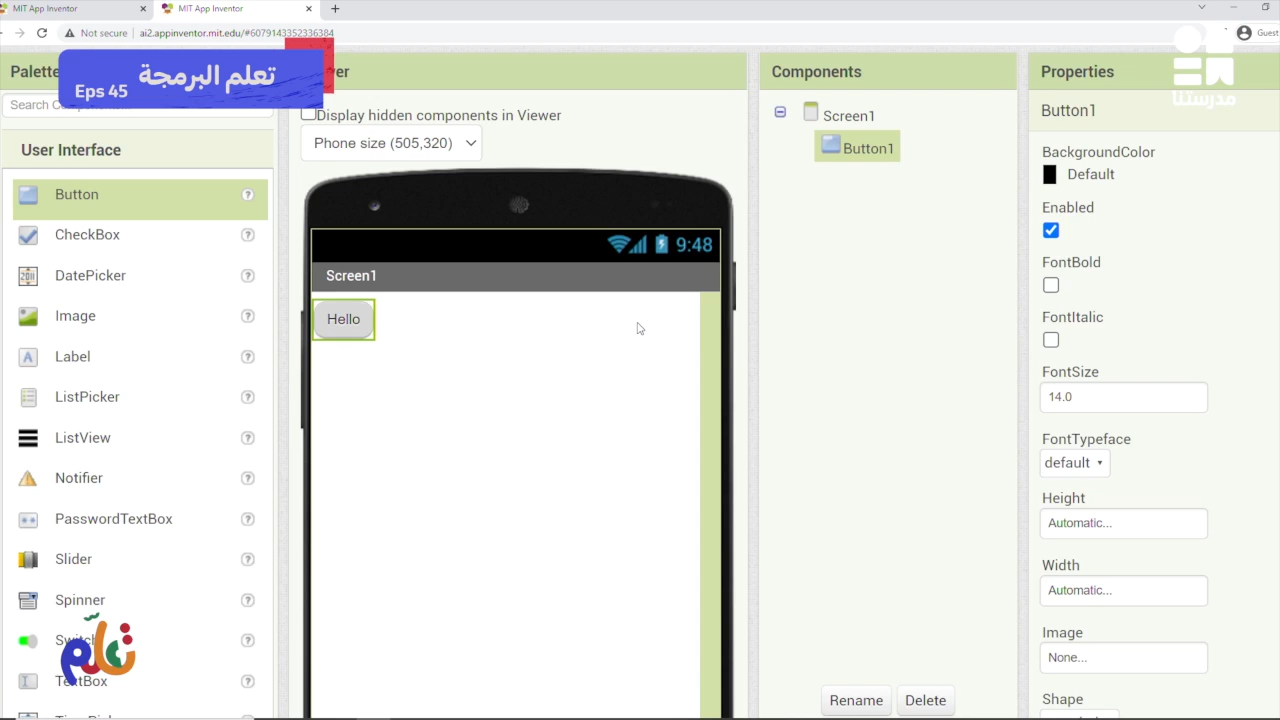 MIT App Inventor
MIT App Inventor
Not secure
ai2.appinventor.mit.edu/#6079143352336384
Guest
تعلم البرمجة
Eps 45
مدرستنا
Palette
Display hidden components in Viewer
Phone size (505,320)
User Interface
Button
CheckBox
DatePicker
Image
Label
ListPicker
ListView
Notifier
PasswordTextBox
Slider
Spinner
TextBox
9:48
Screen1
Hello
Components
Screen1
Button1
Rename
Delete
Properties
Button1
BackgroundColor
Default
Enabled
FontBold
FontItalic
FontSize
14.0
FontTypeface
default
Height
Automatic...
Width
Automatic...
Image
None...
Shape